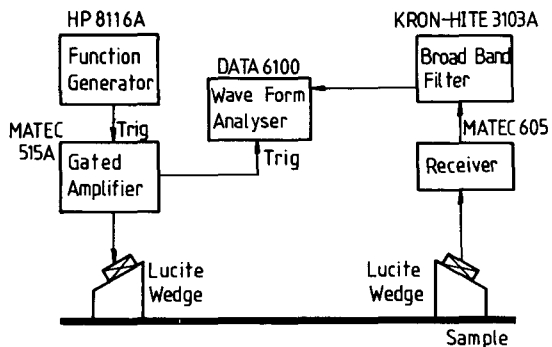 HP 8116A
Function
Generator
Trig
MATEC
515A
Gated
Amplifier
DATA 6100
Wave Form
Analyser
Trig
KRON-HITE 3103A
Broad Band
Filter
MATEC 605
Receiver
Lucite
Wedge
Lucite
Wedge
Sample